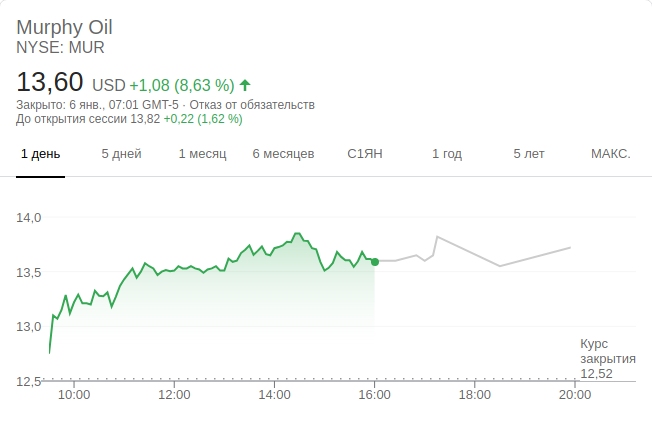 Murphy Oil
NYSE: MUR
13,60 USD +1,08 (8,63 %) ↑
Закрыто: 6 янв., 07:01 GMT-5 · Отказ от обязательств
До открытия сессии 13,82 +0,22 (1,62 %)
1 день 5 дней 1 месяц 6 месяцев С1ЯН 1 год 5 лет МАКС.
14,0
13,5
13,0
Курс
закрытия
12,52
12,5
10:00 12:00 14:00 16:00 18:00 20:00